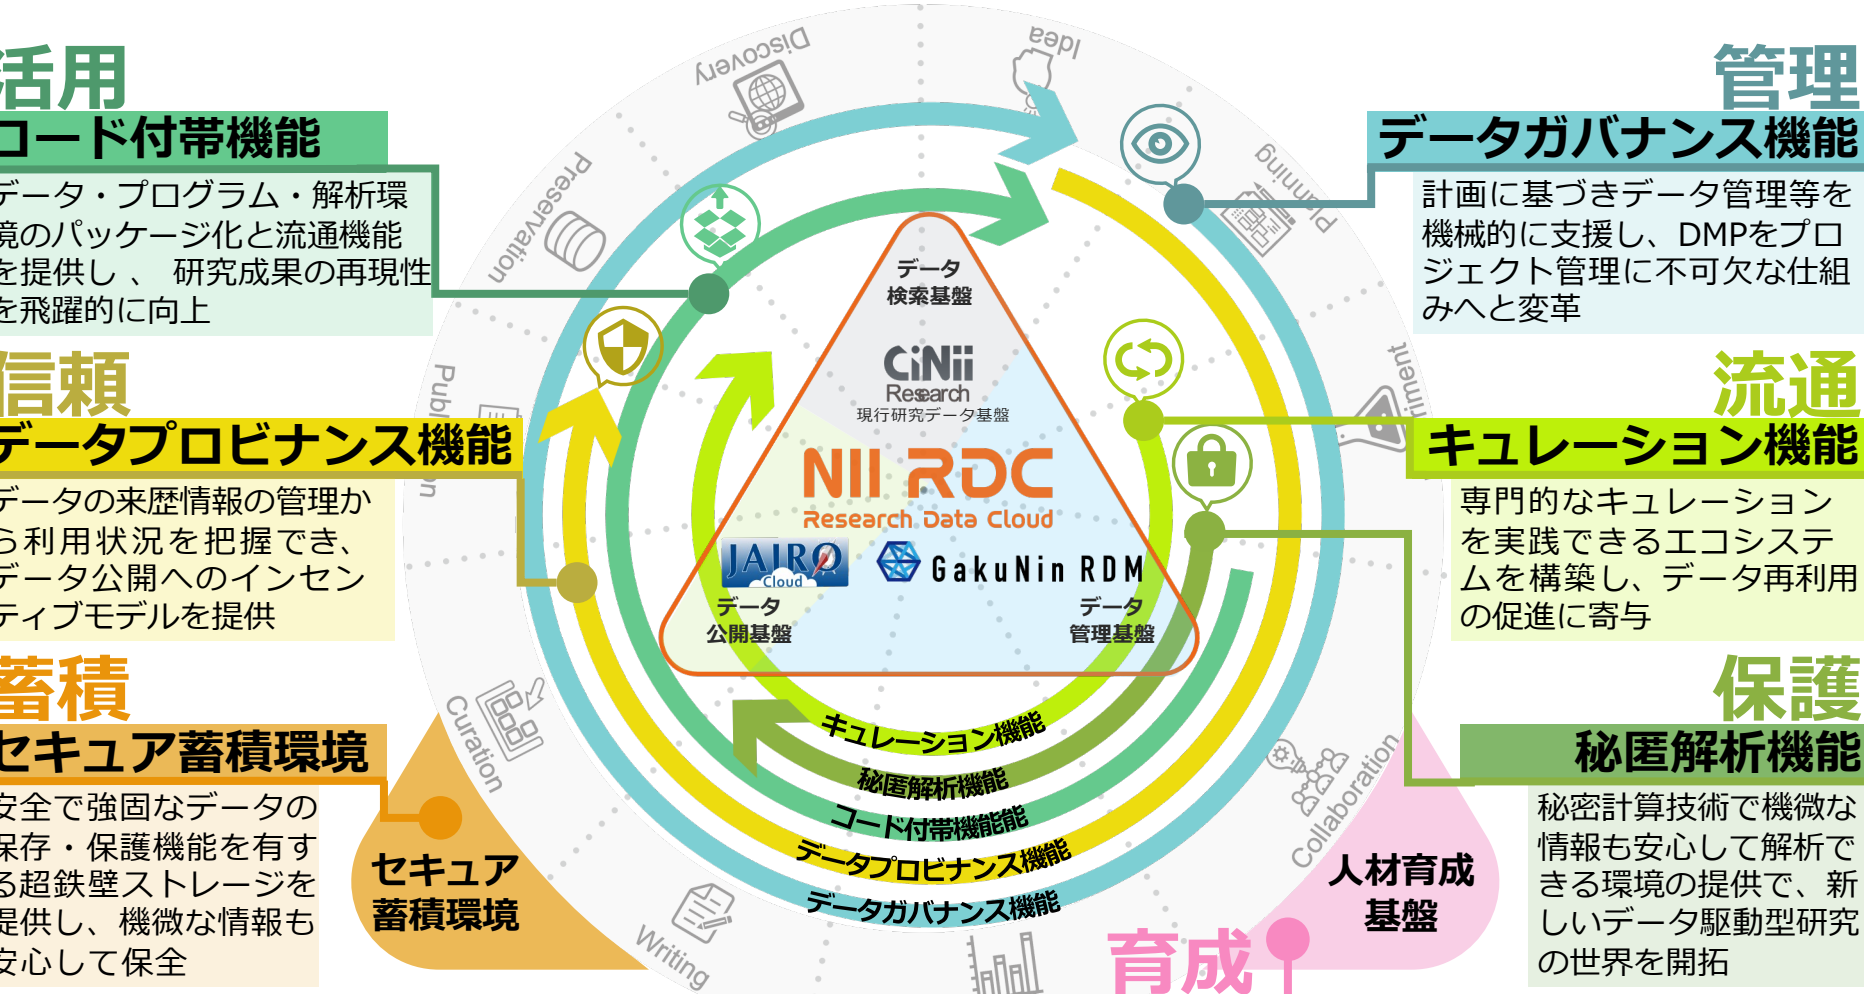 活用
コード付帯機能
データ・プログラム・解析環
境のパッケージ化と流通機能
を提供し 、 研究成果の再現性
を飛躍的に向上
信頼
データプロビナンス機能
データの来歴情報の管理か
ら利用状況を把握でき、
データ公開へのインセン
ティブモデルを提供
蓄積
セキュア蓄積環境
安全で強固なデータの
保存・保護機能を有す
る超鉄壁ストレージを
提供し、機微な情報も
安心して保全
セキュア
蓄積環境
Discovery
Idea
Planning
Preservation
Curation
Writing
Collaboration
データ
検索基盤
CiNii
Research
現行研究データ基盤
NII RDC
Research Data Cloud
JAIRO
Cloud
GakuNin RDM
データ
公開基盤
データ
管理基盤
キュレーション機能
秘匿解析機能
コード付帯機能能
データプロビナンス機能
データガバナンス機能
管理
データガバナンス機能
計画に基づきデータ管理等を
機械的に支援し、DMPをプロ
ジェクト管理に不可欠な仕組
みへと変革
流通
キュレーション機能
専門的なキュレーション
を実践できるエコシステ
ムを構築し、データ再利用
の促進に寄与
保護
秘匿解析機能
秘密計算技術で機微な
情報も安心して解析で
きる環境の提供で、新
しいデータ駆動型研究
の世界を開拓
人材育成
基盤
育成